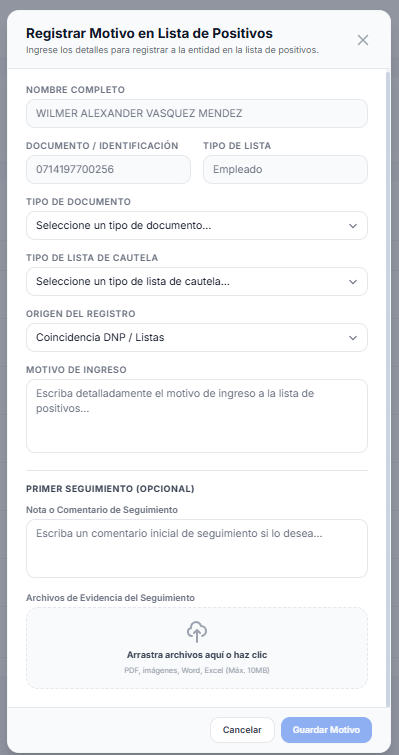 Registrar Motivo en Lista de Positivos
Ingrese los detalles para registrar a la entidad en la lista de positivos.
NOMBRE COMPLETO
WILMER ALEXANDER VASQUEZ MENDEZ
DOCUMENTO / IDENTIFICACIÓN
TIPO DE LISTA
0714197700256
Empleado
TIPO DE DOCUMENTO
Seleccione un tipo de documento...
TIPO DE LISTA DE CAUTELA
Seleccione un tipo de lista de cautela...
ORIGEN DEL REGISTRO
Coincidencia DNP / Listas
MOTIVO DE INGRESO
Escriba detalladamente el motivo de ingreso a la lista de
positivos...
PRIMER SEGUIMIENTO (OPCIONAL)
Nota o Comentario de Seguimiento
Escriba un comentario inicial de seguimiento si lo desea...
Archivos de Evidencia del Seguimiento
Arrastra archivos aquí o haz clic
PDF, imágenes, Word, Excel (Máx. 10MB)
Cancelar
Guardar Motivo